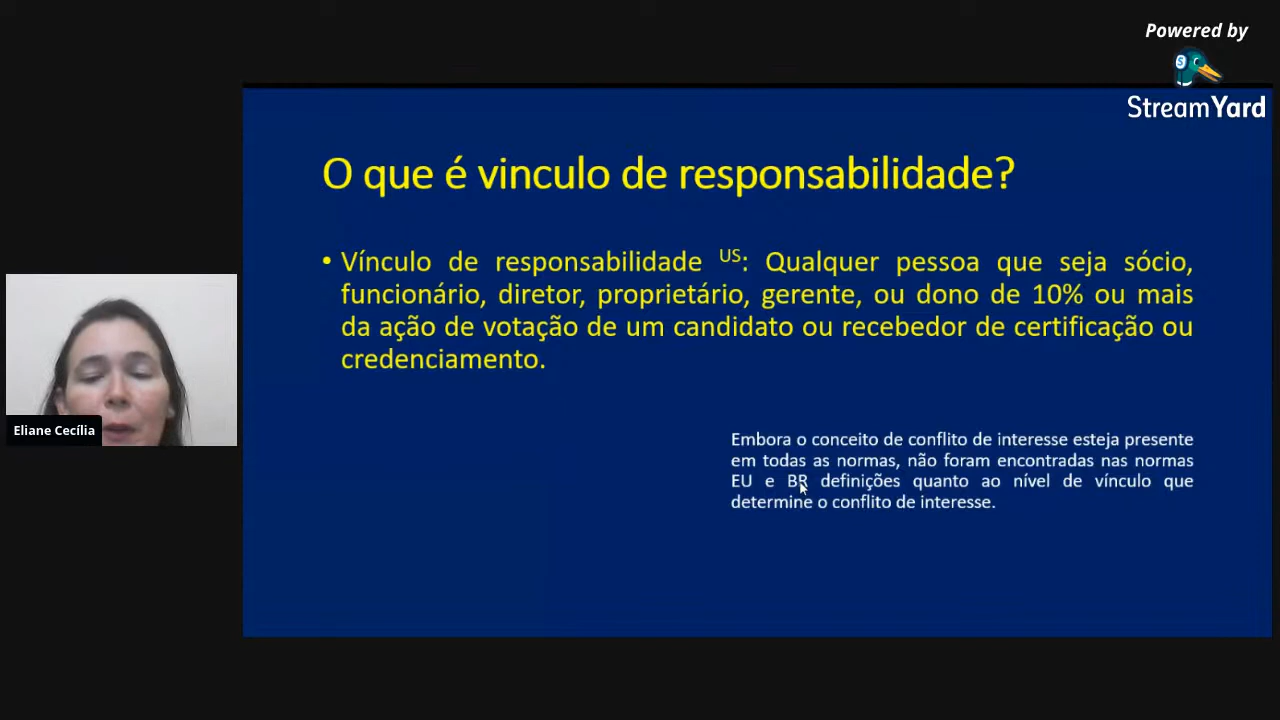 Powered by
StreamYard
O que é vinculo de responsabilidade?
• Vínculo de responsabilidade US: Qualquer pessoa que seja sócio,
funcionário, diretor, proprietário, gerente, ou dono de 10% ou mais
da ação de votação de um candidato ou recebedor de certificação ou
credenciamento.
Eliane Cecília
Embora o conceito de conflito de interesse esteja presente
em todas as normas, não foram encontradas nas normas
EU e BR definições quanto ao nível de vínculo que
determine o conflito de interesse.